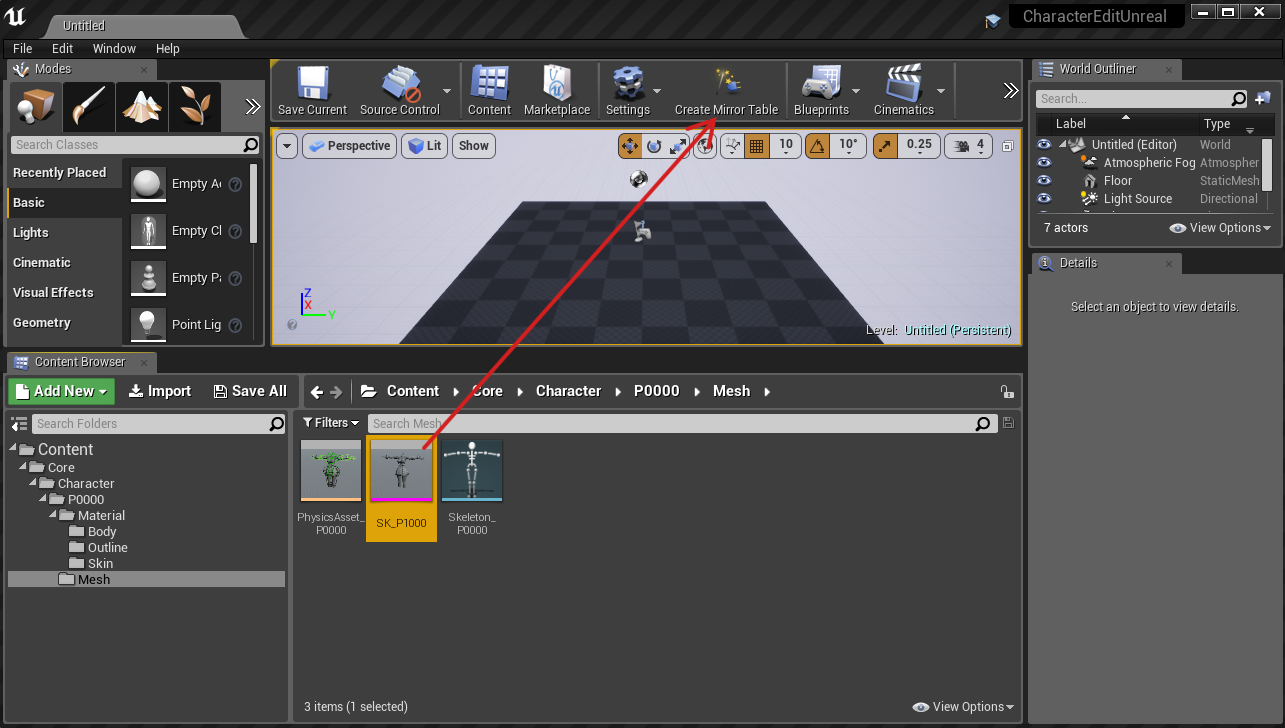 Untitled
CharacterEditUnreal
File Edit Window Help
Modes
Search Classes
Recently Placed
Basic
Lights
Cinematic
Visual Effects
Geometry
Empty Ac
Empty Cl
Empty Pa
Point Lig
Save Current
Source Control
Content
Marketplace
Settings
Create Mirror Table
Blueprints
Cinematics
Perspective
Lit
Show
10
10°
0.25
4
Z
X
Y
Level: Untitled (Persistent)
World Outliner
Search...
Label Type
Untitled (Editor) World
Atmospheric Fog Atmospher
Floor StaticMesh
Light Source Directional
7 actors
View Options
Details
Select an object to view details.
Content Browser
Add New
Import
Save All
Content Core Character P0000 Mesh
Search Folders
Content
Core
Character
P0000
Material
Body
Outline
Skin
Mesh
Filters
Search Mesh
PhysicsAsset_
P0000
SK_P1000
Skeleton_
P0000
3 items (1 selected)
View Options